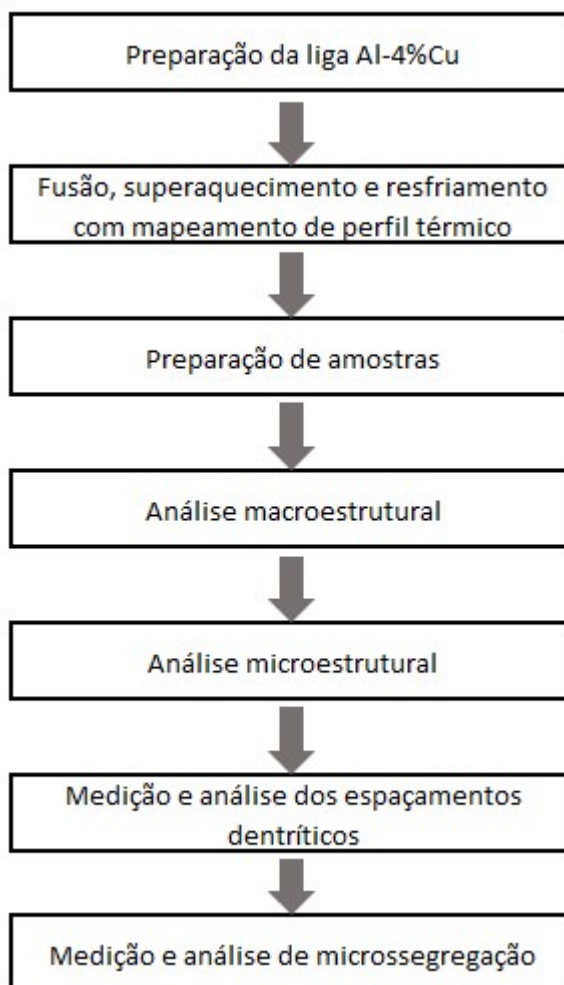 Preparação da liga Al-4%Cu
Fusão, superaquecimento e resfriamento
com mapeamento de perfil térmico
Preparação de amostras
Análise macroestrutural
Análise microestrutural
Medição e análise dos espaçamentos
dentríticos
Medição e análise de microssegregação